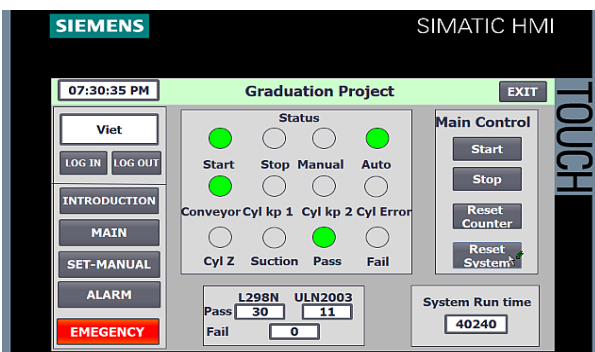 SIEMENS
SIMATIC HMI
TOUCH
07:30:35 PM
Graduation Project
EXIT
Viet
LOG IN LOG OUT
INTRODUCTION
MAIN
SET-MANUAL
ALARM
EMEGENCY
Status
Start Stop Manual Auto
Conveyor Cyl kp 1 Cyl kp 2 Cyl Error
Cyl Z Suction Pass Fail
L298N ULN2003
Pass 30 11
Fail 0
Main Control
Start
Stop
Reset
Counter
Reset
System
System Run time
40240